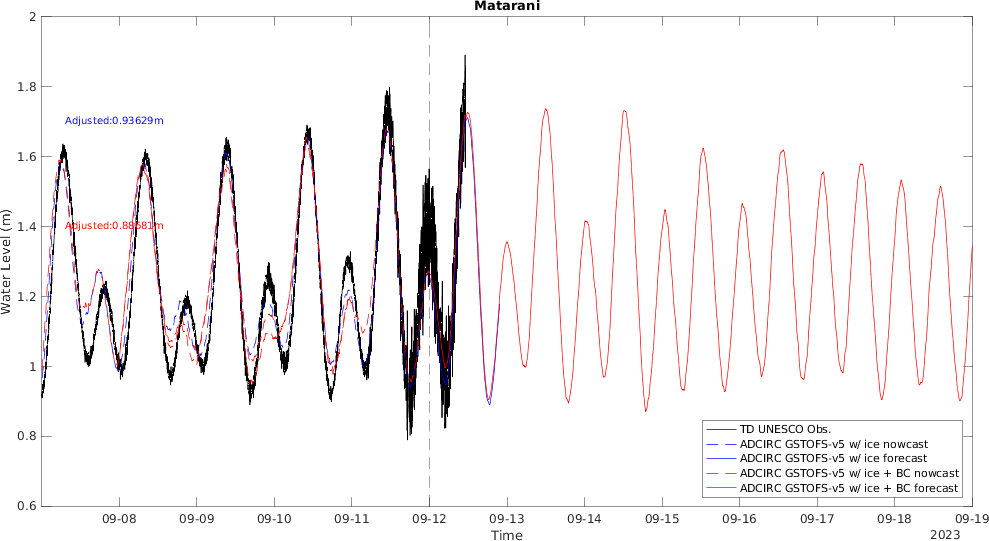 Matarani
2
1.8
1.6
1.4
1.2
1
0.8
0.6
Water Level (m)
Adjusted:0.93629m
Adjusted:0.88681m
TD UNESCO Obs.
ADCIRC GSTOFS-v5 w/ ice nowcast
ADCIRC GSTOFS-v5 w/ ice forecast
ADCIRC GSTOFS-v5 w/ ice + BC nowcast
ADCIRC GSTOFS-v5 w/ ice + BC forecast
09-08 09-09 09-10 09-11 09-12 09-13 09-14 09-15 09-16 09-17 09-18 09-19
Time
2023